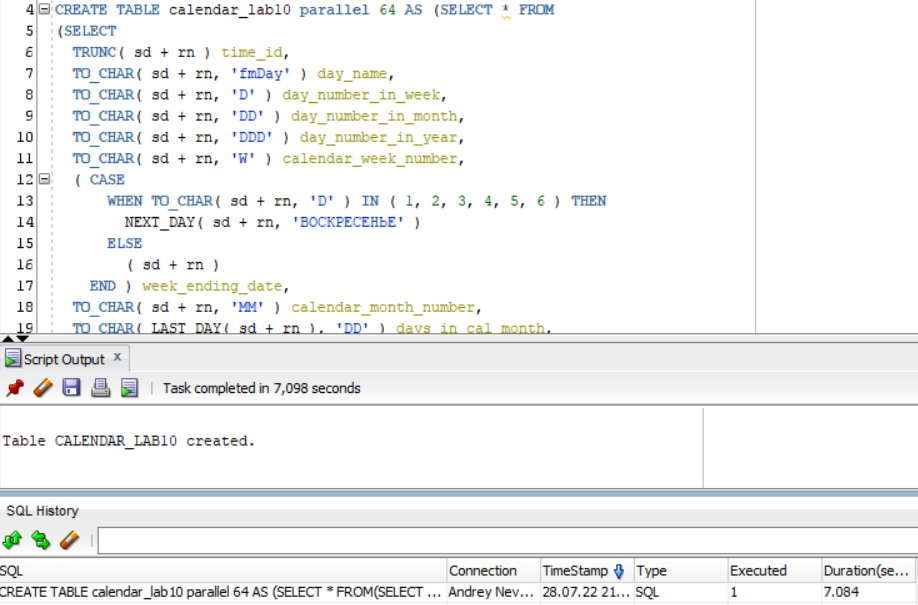 4 CREATE TABLE calendar_lab10 parallel 64 AS (SELECT * FROM
5 (SELECT
6 TRUNC( sd + rn ) time_id,
7 TO_CHAR( sd + rn, 'fmDay' ) day_name,
8 TO_CHAR( sd + rn, 'D' ) day_number_in_week,
9 TO_CHAR( sd + rn, 'DD' ) day_number_in_month,
10 TO_CHAR( sd + rn, 'DDD' ) day_number_in_year,
11 TO_CHAR( sd + rn, 'W' ) calendar_week_number,
12 ( CASE
13 WHEN TO_CHAR( sd + rn, 'D' ) IN ( 1, 2, 3, 4, 5, 6 ) THEN
14 NEXT_DAY( sd + rn, 'ВОСКРЕСЕНЬЕ' )
15 ELSE
16 ( sd + rn )
17 END ) week_ending_date,
18 TO_CHAR( sd + rn, 'MM' ) calendar_month_number,
19 TO_CHAR( LAST_DAY( sd + rn ), 'DD' ) days_in_cal_month,
Script Output x
Task completed in 7,098 seconds
Table CALENDAR_LAB10 created.
SQL History
SQL Connection TimeStamp Type Executed Duration(se...
CREATE TABLE calendar_lab10 parallel 64 AS (SELECT * FROM(SELECT ... Andrey Nev... 28.07.22 21... SQL 1 7.084